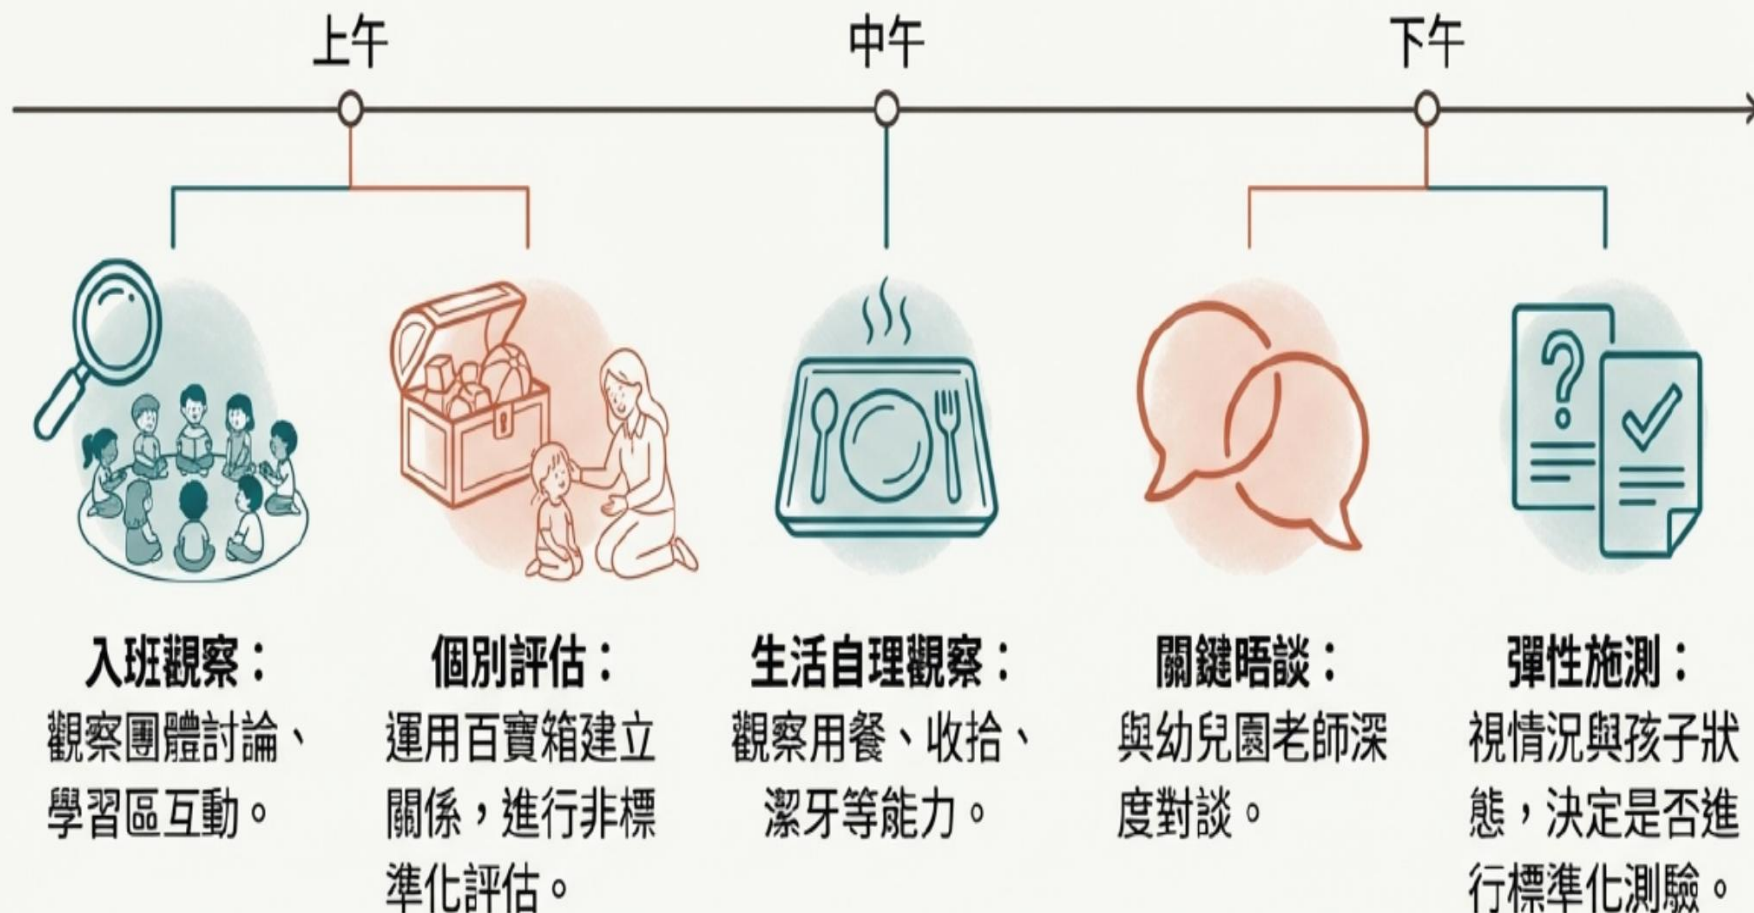 上午
中午
下午
入班觀察：
觀察團體討論、
學習區互動。
個別評估：
運用百寶箱建立
關係，進行非標
準化評估。
生活自理觀察：
觀察用餐、收拾、
潔牙等能力。
關鍵晤談：
與幼兒園老師深
度對談。
彈性施測：
視情況與孩子狀
態，決定是否進
行標準化測驗。